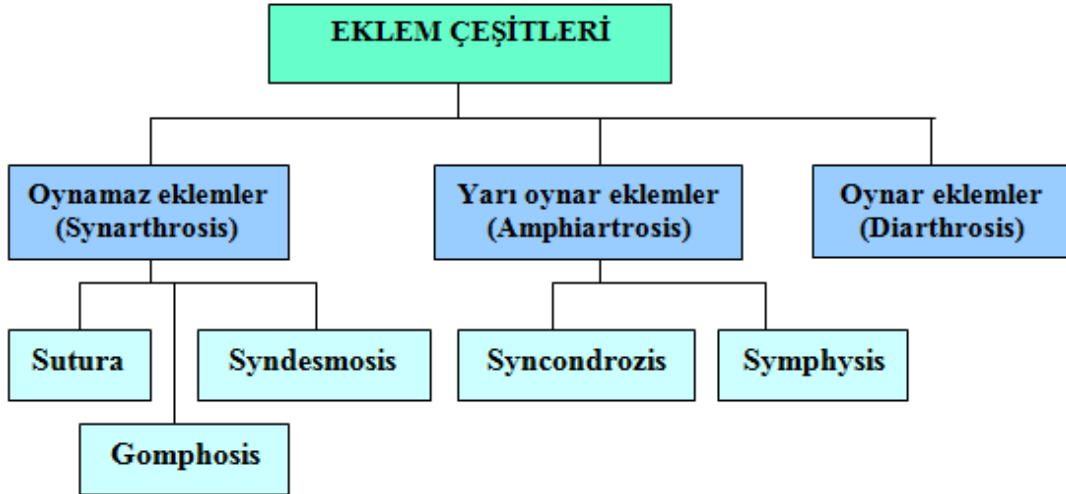 EKLEM ÇEŞİTLERİ
Oynamaz eklemler
(Synarthrosis)
Yarı oynar eklemler
(Amphiartrosis)
Oynar eklemler
(Diarthrosis)
Sutura
Syndesmosis
Syncondrozis
Symphysis
Gomphosis